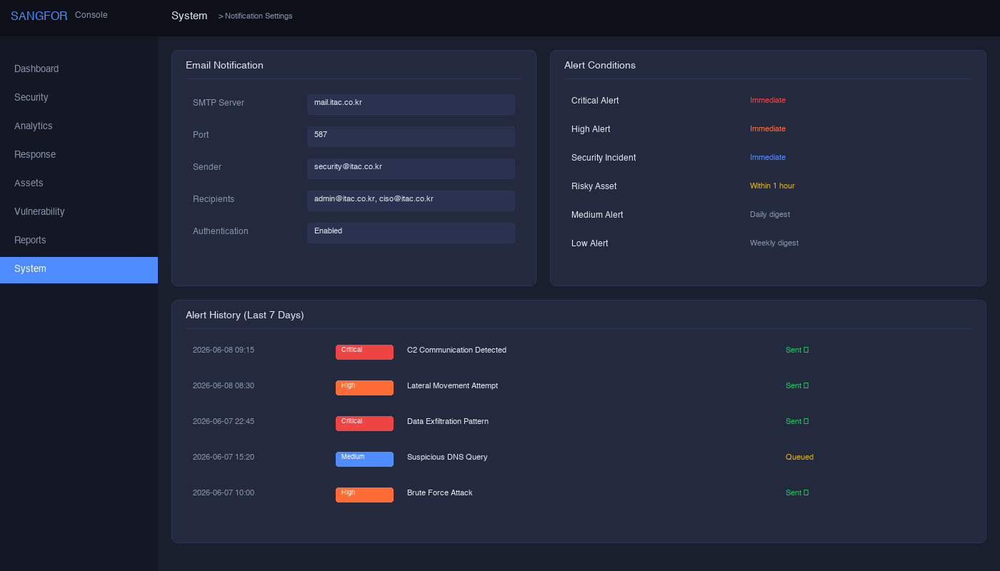 SANGFOR Console
System > Notification Settings
Dashboard
Security
Analytics
Response
Assets
Vulnerability
Reports
System
Email Notification
SMTP Server mail.itac.co.kr
Port 587
Sender security@itac.co.kr
Recipients admin@itac.co.kr, ciso@itac.co.kr
Authentication Enabled
Alert Conditions
Critical Alert Immediate
High Alert Immediate
Security Incident Immediate
Risky Asset Within 1 hour
Medium Alert Daily digest
Low Alert Weekly digest
Alert History (Last 7 Days)
2026-06-08 09:15 Critical C2 Communication Detected Sent
2026-06-08 08:30 High Lateral Movement Attempt Sent
2026-06-07 22:45 Critical Data Exfiltration Pattern Sent
2026-06-07 15:20 Medium Suspicious DNS Query Queued
2026-06-07 10:00 High Brute Force Attack Sent